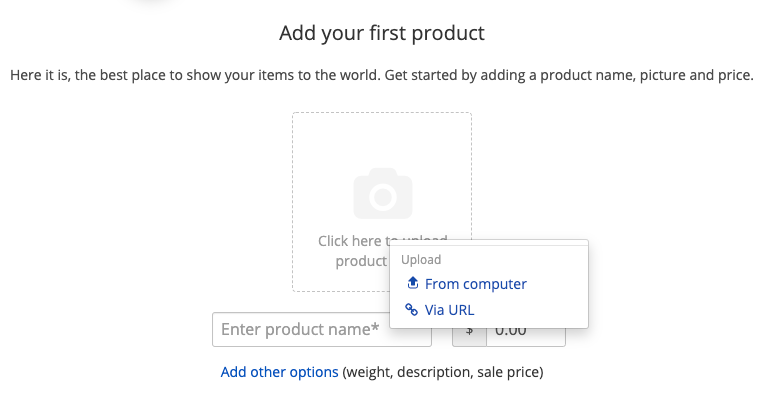 Add your first product
Here it is, the best place to show your items to the world. Get started by adding a product name, picture and price.
Click here to upload
product
Upload
From computer
Via URL
Enter product name*
$ 0.00
Add other options (weight, description, sale price)